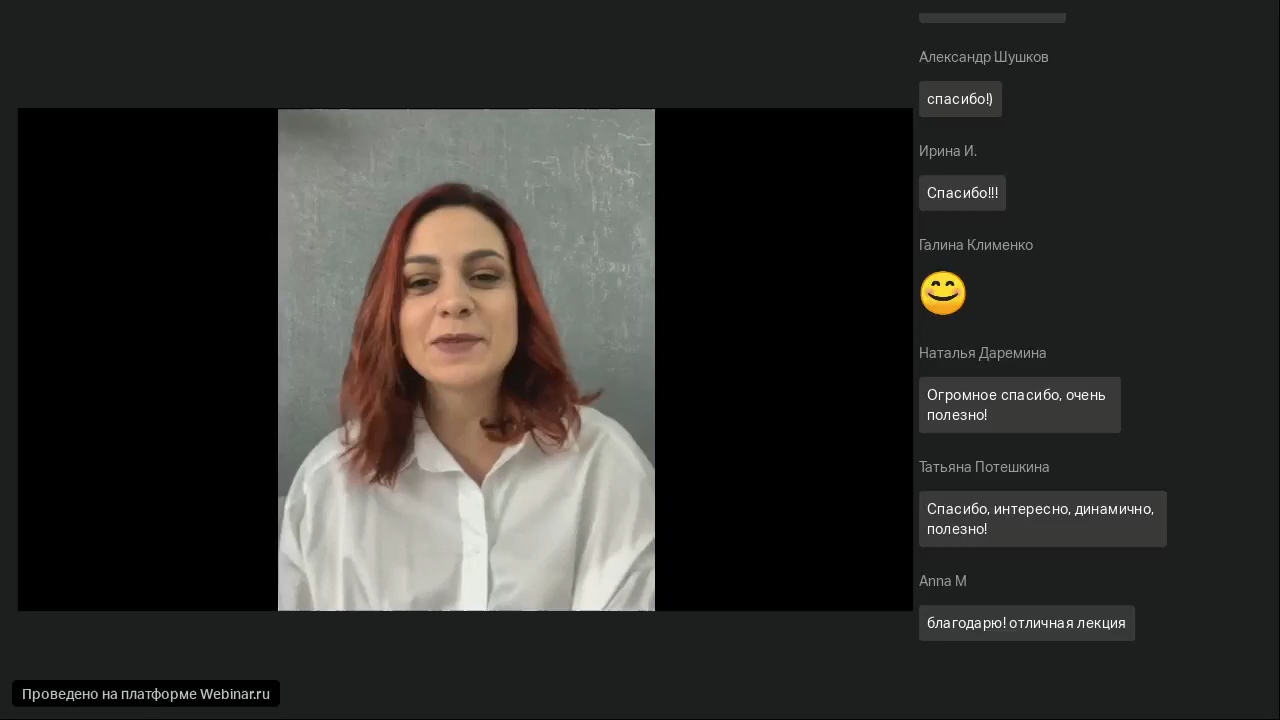 Александр Шушков
спасибо!)
Ирина И.
Спасибо!!!
Галина Клименко
Наталья Даремина
Огромное спасибо, очень
полезно!
Татьяна Потешкина
Спасибо, интересно, динамично,
полезно!
Anna M
благодарю! отличная лекция
Проведено на платформе Webinar.ru